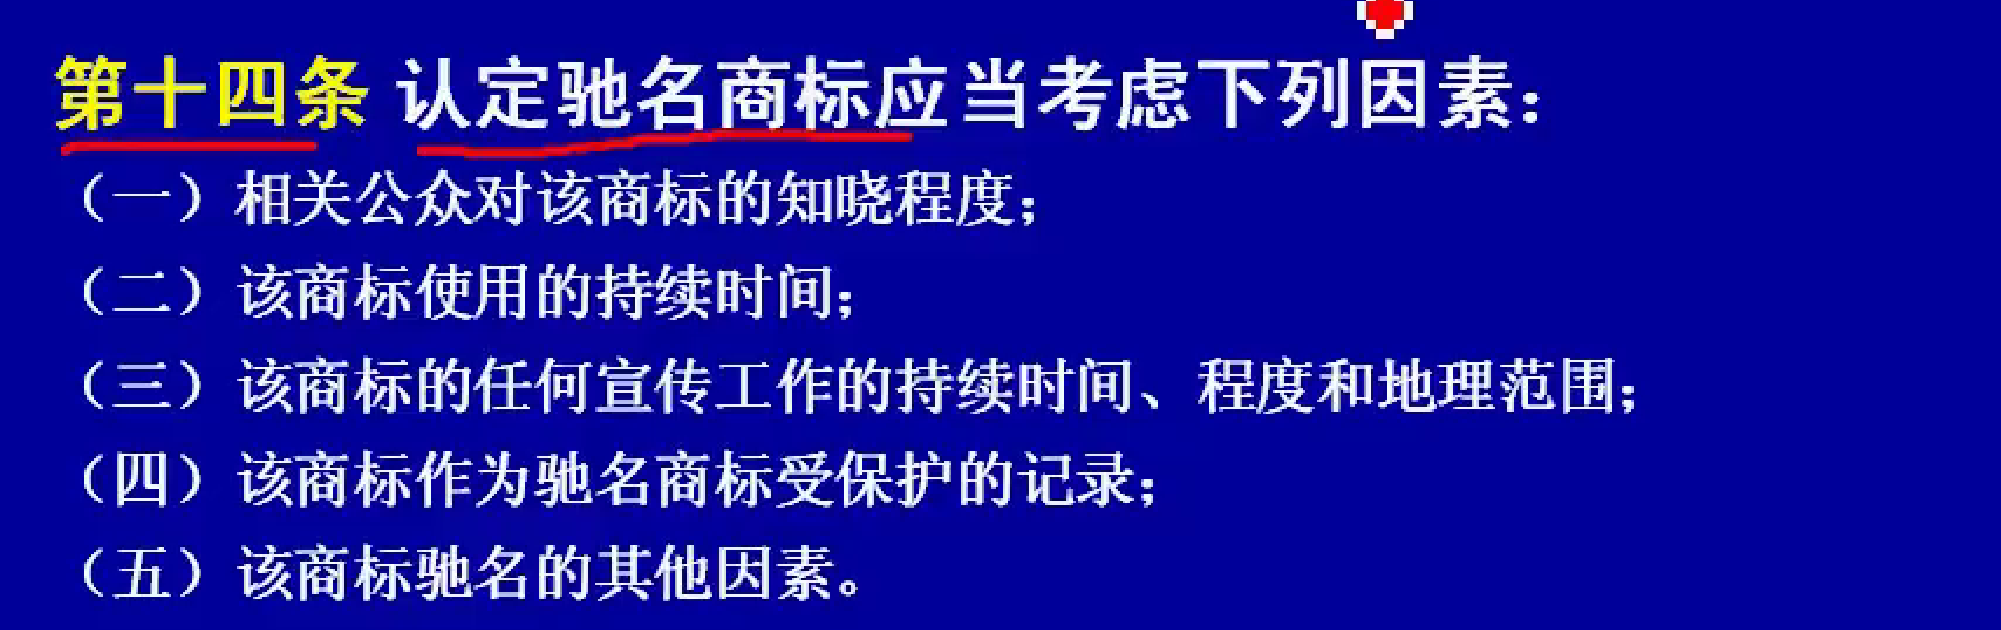 第十四条 认定驰名商标应当考虑下列因素：
（一）相关公众对该商标的知晓程度；
（二）该商标使用的持续时间；
（三）该商标的任何宣传工作的持续时间、程度和地理范围；
（四）该商标作为驰名商标受保护的记录；
（五）该商标驰名的其他因素。